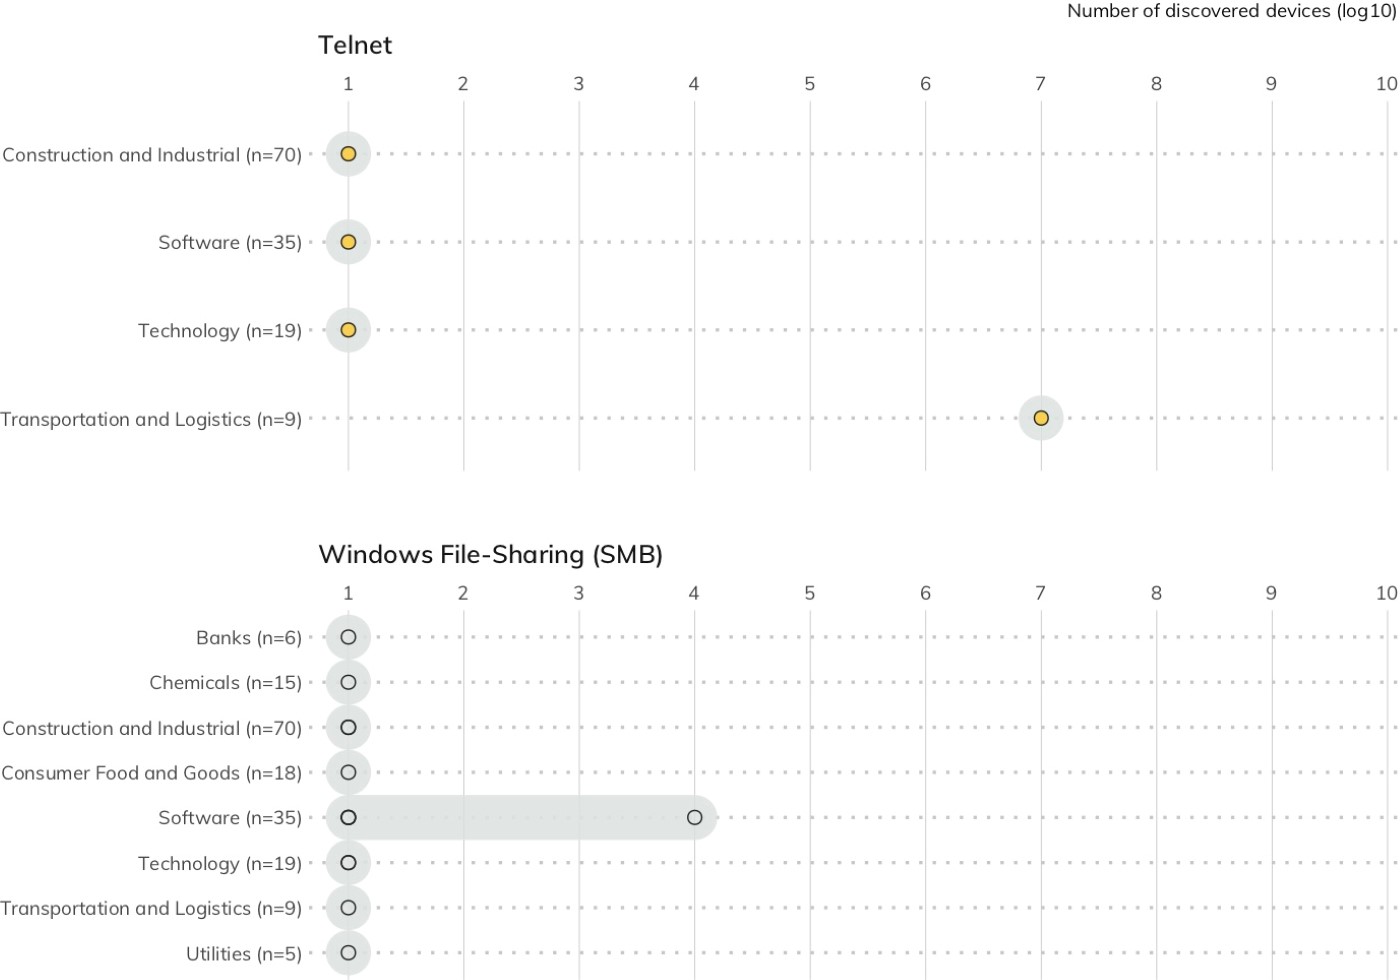 Number of discovered devices (log10)
Telnet
1 2 3 4 5 6 7 8 9 10
Construction and Industrial (n=70)
Software (n=35)
Technology (n=19)
Transportation and Logistics (n=9)
Windows File-Sharing (SMB)
1 2 3 4 5 6 7 8 9 10
Banks (n=6)
Chemicals (n=15)
Construction and Industrial (n=70)
Consumer Food and Goods (n=18)
Software (n=35)
Technology (n=19)
Transportation and Logistics (n=9)
Utilities (n=5)